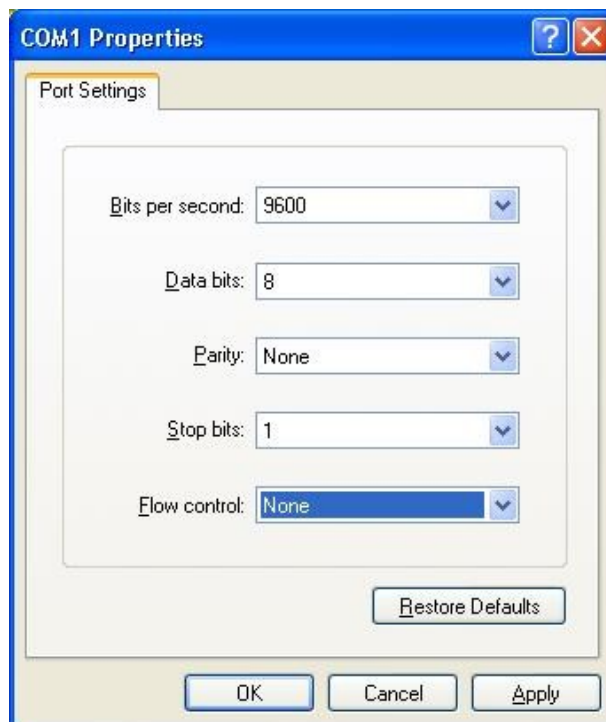 COM1 Properties
Port Settings
Bits per second: 9600
Data bits: 8
Parity: None
Stop bits: 1
Flow control: None
Restore Defaults
OK Cancel Apply